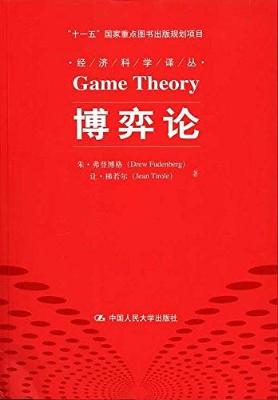 "十一五"国家重点图书出版规划项目
·经/济/科/学/译/丛·
Game Theory
博弈论
朱·弗登博格(Drew Fudenberg)
让·梯若尔(Jean Tirole) 著
中国人民大学出版社